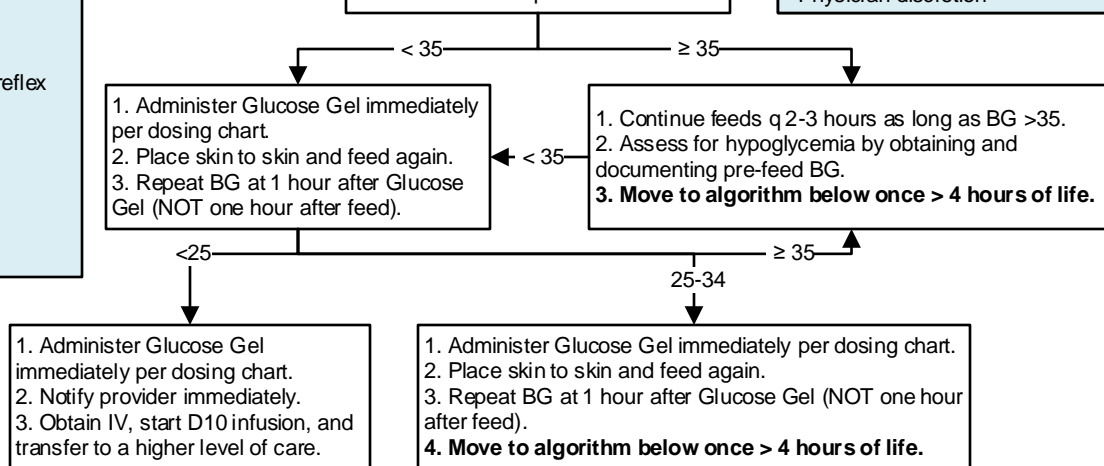 Physician discretion
reflex
< 35
≥ 35
1. Administer Glucose Gel immediately
per dosing chart.
2. Place skin to skin and feed again.
3. Repeat BG at 1 hour after Glucose
Gel (NOT one hour after feed).
< 35
1. Continue feeds q 2-3 hours as long as BG >35.
2. Assess for hypoglycemia by obtaining and
documenting pre-feed BG.
3. Move to algorithm below once > 4 hours of life.
<25
≥ 35
25-34
1. Administer Glucose Gel
immediately per dosing chart.
2. Notify provider immediately.
3. Obtain IV, start D10 infusion, and
transfer to a higher level of care.
1. Administer Glucose Gel immediately per dosing chart.
2. Place skin to skin and feed again.
3. Repeat BG at 1 hour after Glucose Gel (NOT one hour
after feed).
4. Move to algorithm below once > 4 hours of life.